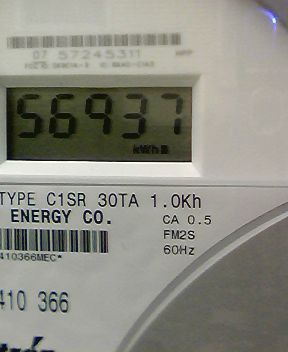 07 57245311
56937
kWh
TYPE C1SR 30TA 1.0Kh
ENERGY CO. CA 0.5
FM2S
60Hz
410366MEC*
410 366